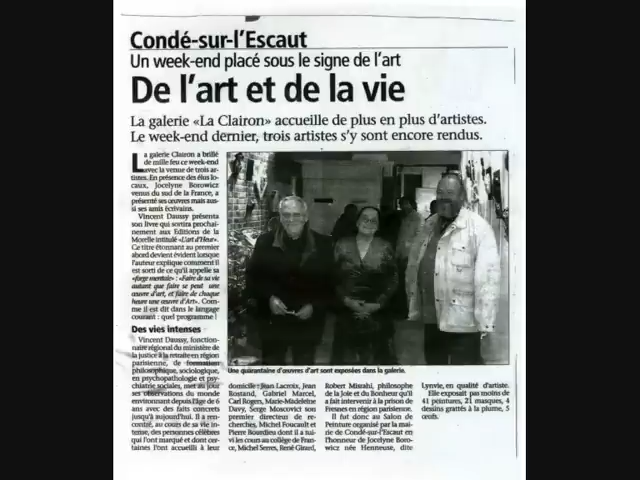 Condé-sur-l'Escaut
Un week-end placé sous le signe de l'art
De l'art et de la vie
La galerie «La Clairon» accueille de plus en plus d'artistes.
Le week-end dernier, trois artistes s'y sont encore rendus.
La galerie Clairon a brillé
de mille feu ce week-end
avec la venue de trois ar-
tistes. En présence des élus lo-
caux, Jocelyne Borowicz
venus du sud de la France, a
présenté ses œuvres mais aus-
si ses amis écrivains.
Vincent Daussy présenta
son livre qui sortira prochai-
nement aux Editions de la
Morelle intitulé «L'art d'Heur».
Ce titre étonnant au premier
abord devient évident lorsque
l'auteur explique comment il
est sorti de ce qu'il appelle sa
«forge mentale» : «Faire de sa vie
autant que faire se peut une
œuvre d'art, et faire de chaque
heure une œuvre d'Art». Com-
me il est dit dans le langage
courant : quel programme !
Des vies intenses
Vincent Daussy, fonction-
naire régional du ministère de
la justice à la retraite en région
parisienne, de formation
philosophique, sociologique,
en psychopathologie et psy-
chiatrie sociales, met au jour
ses observations du monde
environnant depuis l'âge de 6
ans avec des faits concrets
jusqu'à aujourd'hui. Il a ren-
contré, au cours de sa vie in-
tense, des personnes célèbres
qui l'ont marqué et dont cer-
taines l'ont accueilli à leur
Une quarantaine d'œuvres d'art sont exposées dans la galerie.
domicile : Jean Lacroix, Jean
Rostand, Gabriel Marcel,
Carl Rogers, Marie-Madeleine
Davy, Serge Moscovici son
premier directeur de re-
cherches, Michel Foucault et
Pierre Bourdieu dont il a sui-
vi les cours au collège de Fran-
ce, Michel Serres, René Girard,
Robert Misrahi, philosophe
de la Joie et du Bonheur qu'il
a fait intervenir à la prison de
Fresnes en région parisienne.
Il fut donc au Salon de
Peinture organisé par la mairie
de Condé-sur-l'Escaut en
l'honneur de Jocelyne Boro-
wicz née Henneuse, dite
Lynvie, en qualité d'artiste.
Elle exposait pas moins de
41 peintures, 21 masques, 4
dessins grattés à la plume, 5
œufs.